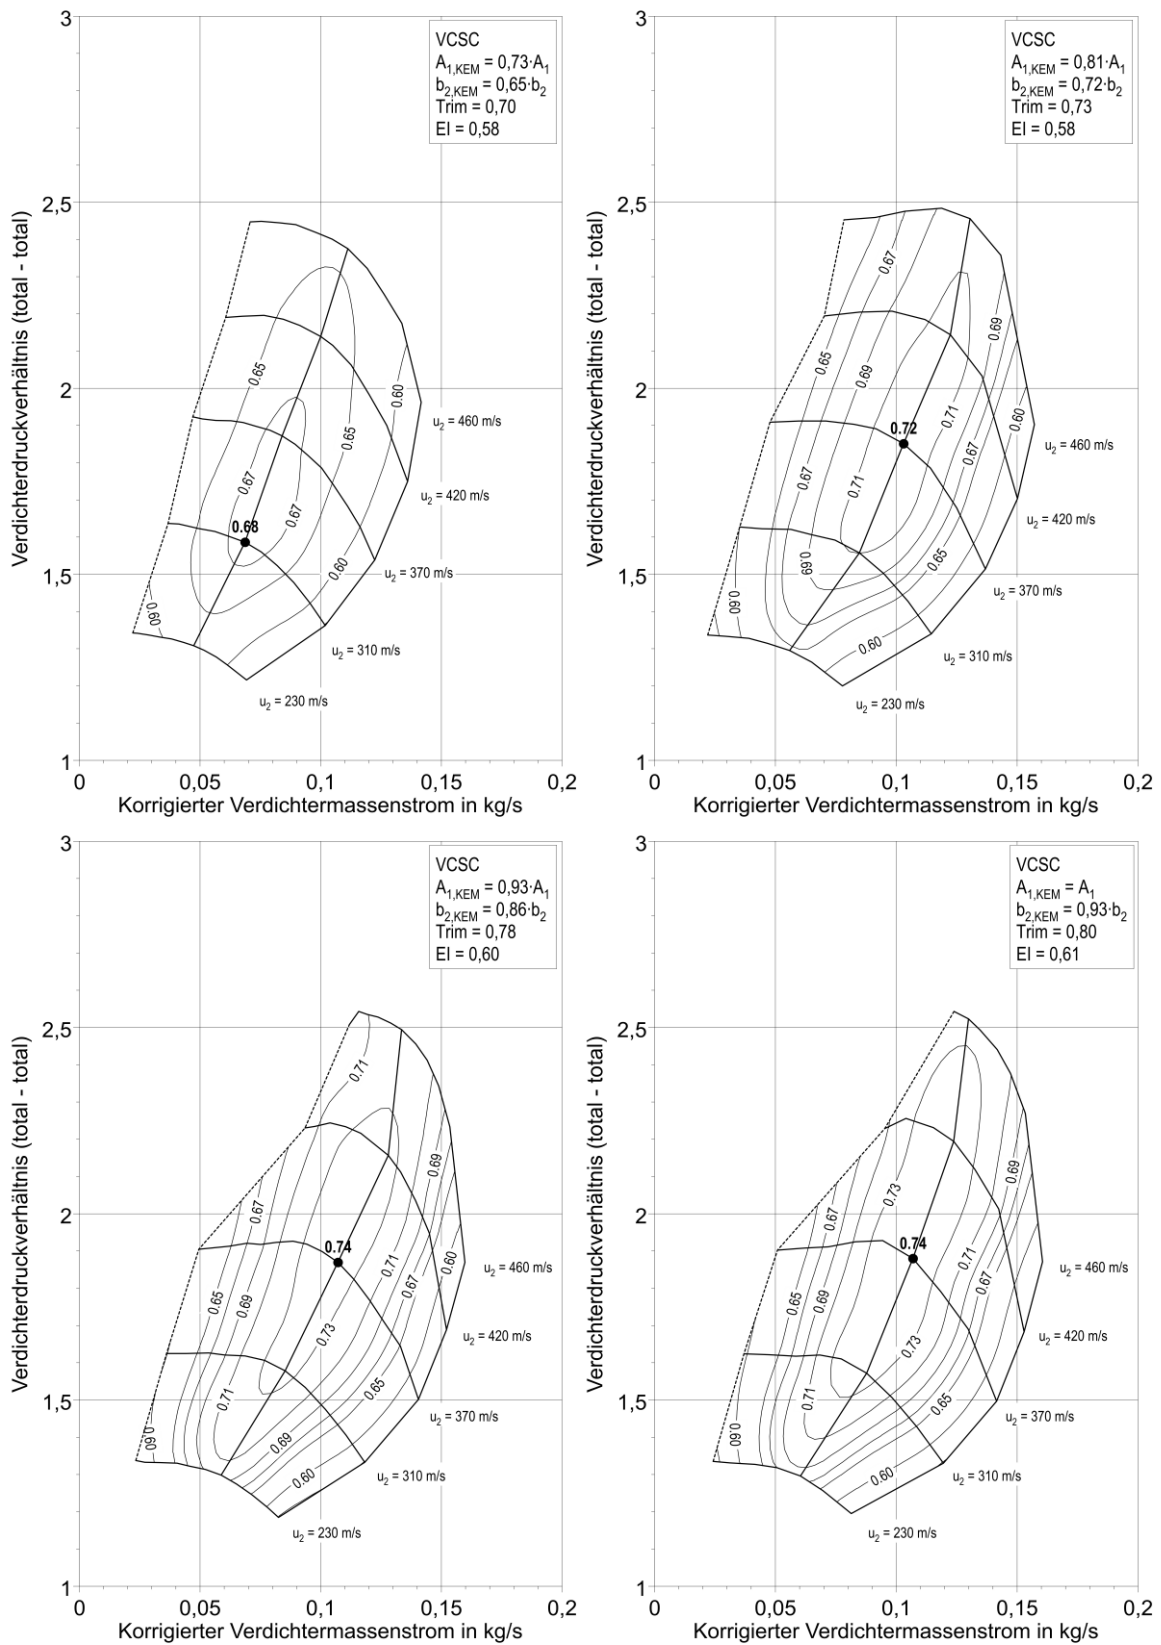 3
2,5
2
1,5
1
Verdichterdruckverhältnis (total - total)
VCSC
A1,KEM = 0,73·A1
b2,KEM = 0,65·b2
Trim = 0,70
EI = 0,58
0.65
0.60
0.65
0.67
0.67
0.68
0.60
0.60
u2 = 460 m/s
u2 = 420 m/s
u2 = 370 m/s
u2 = 310 m/s
u2 = 230 m/s
0 0,05 0,1 0,15 0,2
Korrigierter Verdichtermassenstrom in kg/s
3
2,5
2
1,5
1
Verdichterdruckverhältnis (total - total)
VCSC
A1,KEM = 0,81·A1
b2,KEM = 0,72·b2
Trim = 0,73
EI = 0,58
0.67
0.69
0.65
0.69
0.71
0.60
0.72
0.67
0.67
0.71
0.65
0.69
0.60
0.60
u2 = 460 m/s
u2 = 420 m/s
u2 = 370 m/s
u2 = 310 m/s
u2 = 230 m/s
0 0,05 0,1 0,15 0,2
Korrigierter Verdichtermassenstrom in kg/s
3
2,5
2
1,5
1
Verdichterdruckverhältnis (total - total)
VCSC
A1,KEM = 0,93·A1
b2,KEM = 0,86·b2
Trim = 0,78
EI = 0,60
0.71
0.69
0.67
0.74
0.60
0.71
0.67
0.65
0.69
0.73
0.65
0.71
0.69
0.60
0.60
u2 = 460 m/s
u2 = 420 m/s
u2 = 370 m/s
u2 = 310 m/s
u2 = 230 m/s
0 0,05 0,1 0,15 0,2
Korrigierter Verdichtermassenstrom in kg/s
3
2,5
2
1,5
1
Verdichterdruckverhältnis (total - total)
VCSC
A1,KEM = A1
b2,KEM = 0,93·b2
Trim = 0,80
EI = 0,61
0.69
0.73
0.67
0.74
0.71
0.67
0.65
0.69
0.73
0.65
0.71
0.60
0.60
u2 = 460 m/s
u2 = 420 m/s
u2 = 370 m/s
u2 = 310 m/s
u2 = 230 m/s
0 0,05 0,1 0,15 0,2
Korrigierter Verdichtermassenstrom in kg/s